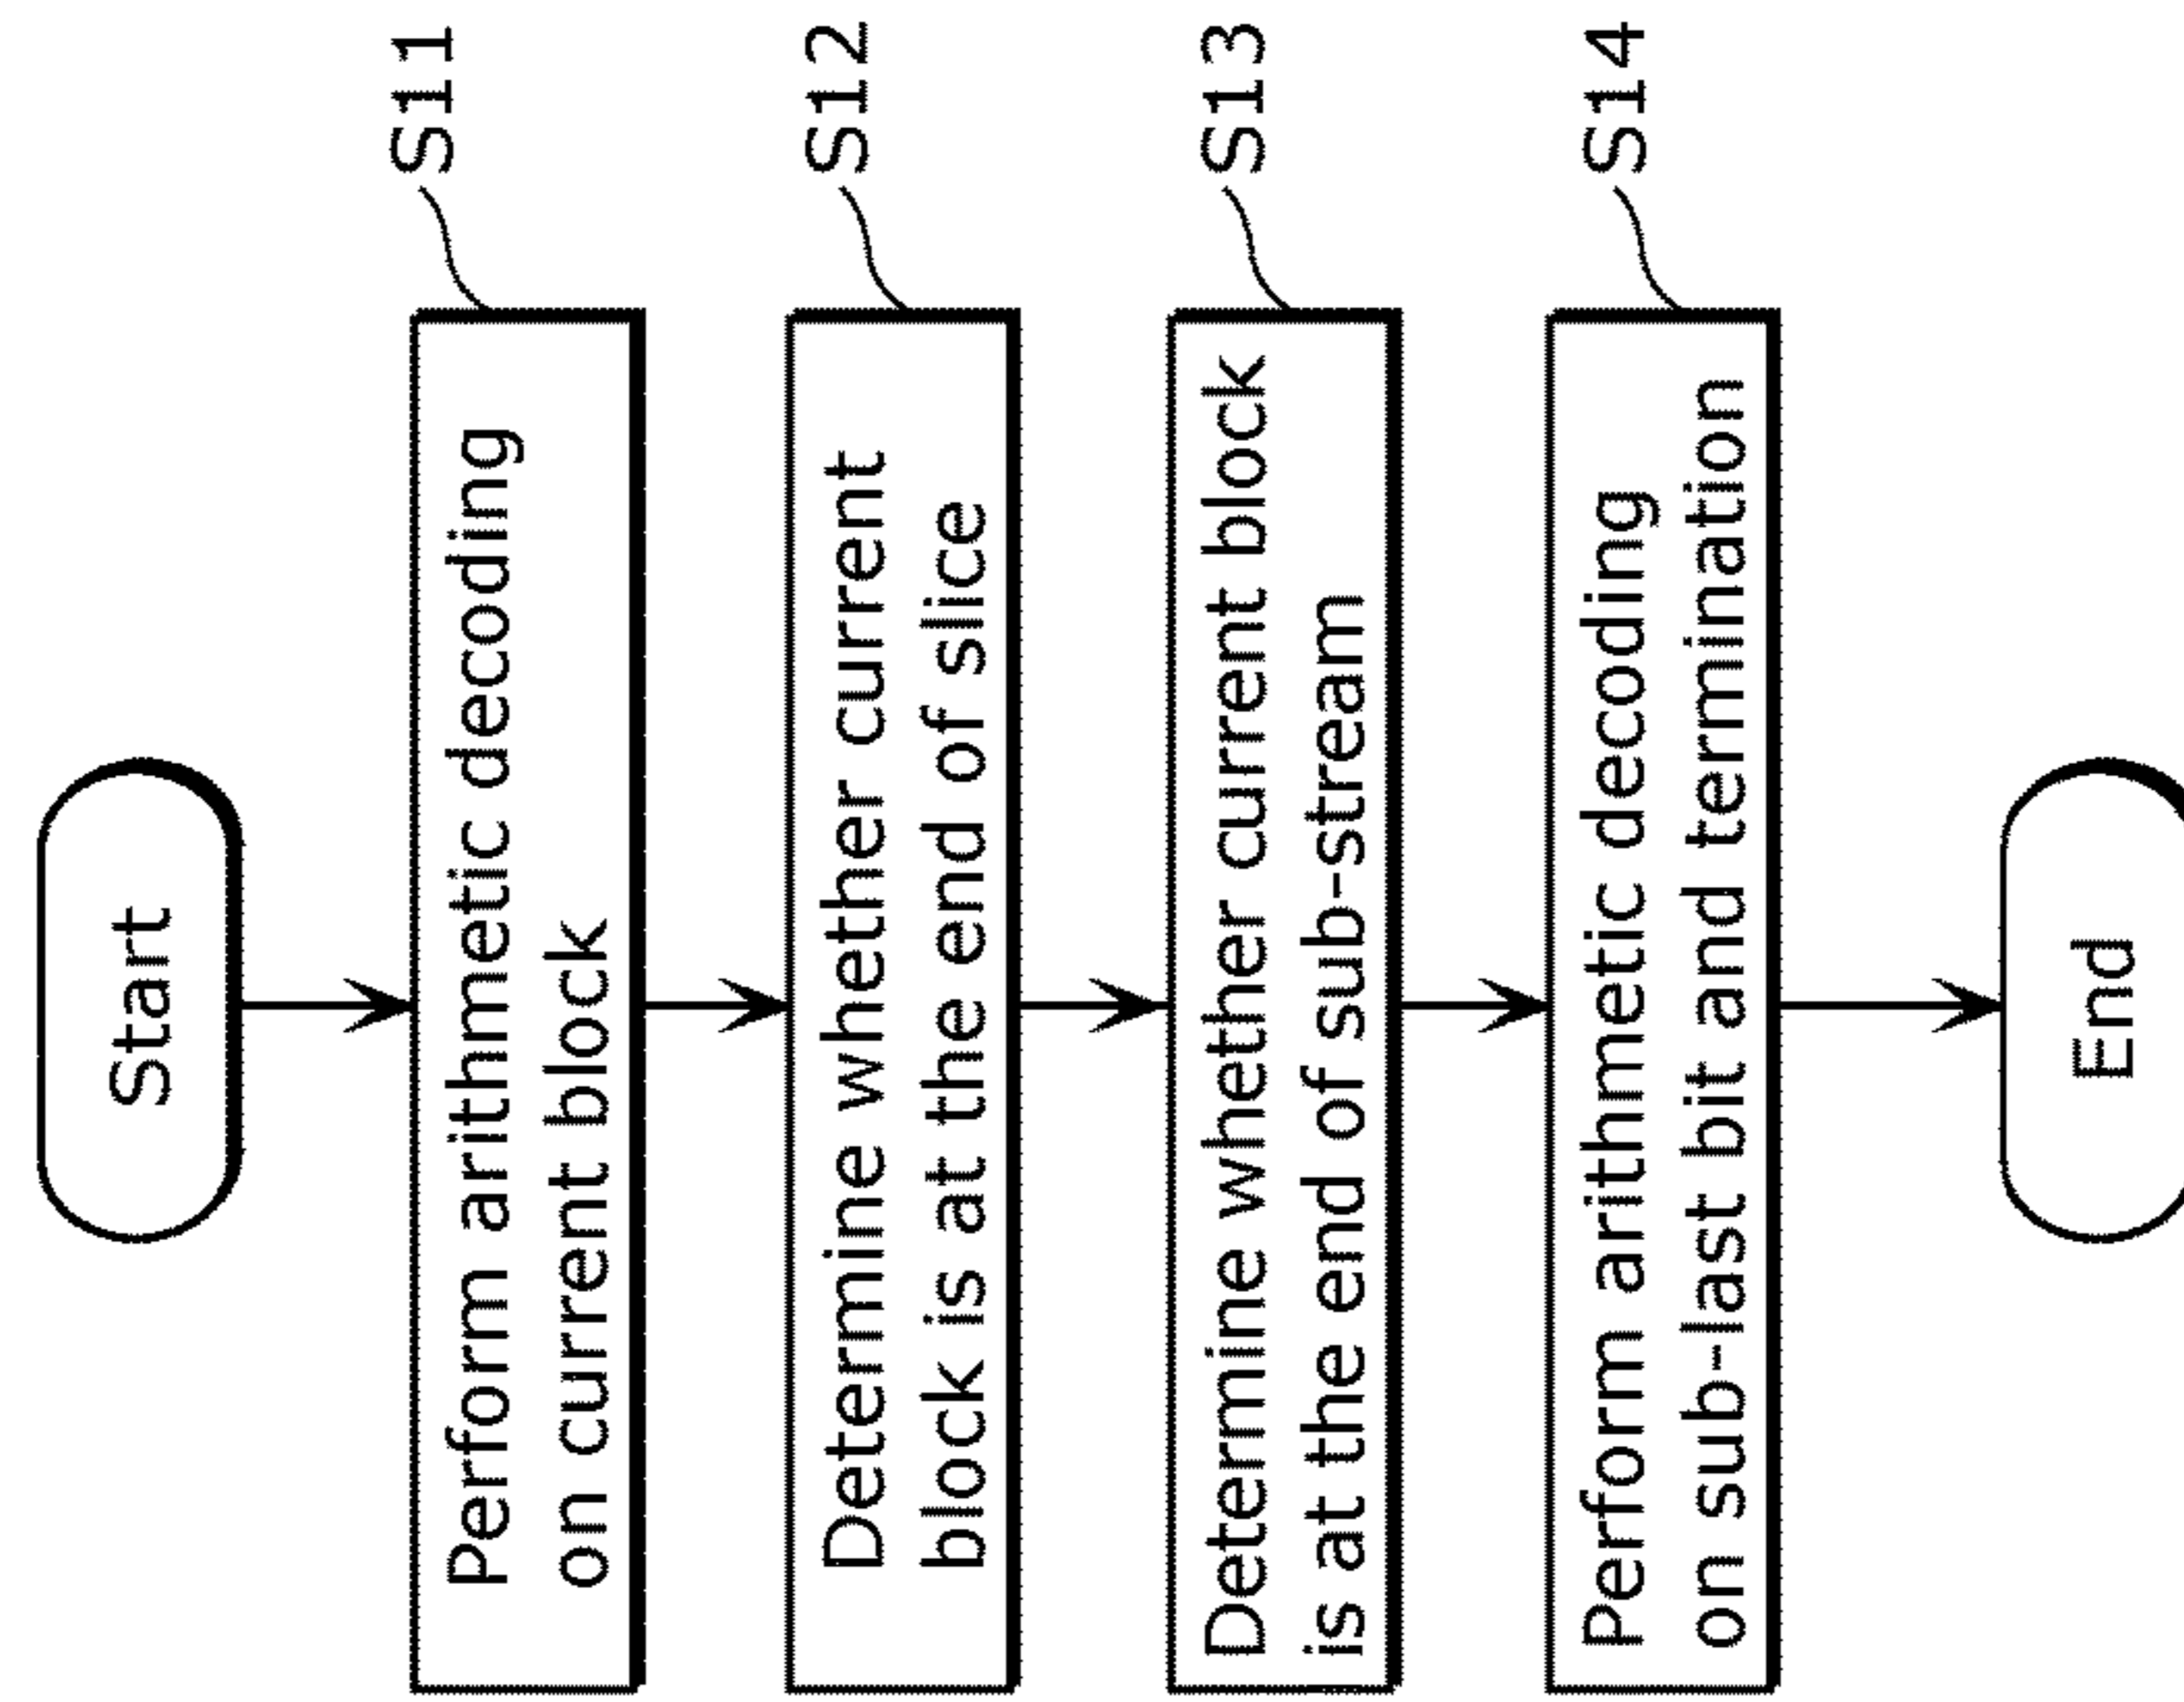 Start
S11
Perform arithmetic decoding
on current block
S12
Determine whether current
block is at the end of slice
S13
Determine whether current block
is at the end of sub-stream
S14
Perform arithmetic decoding
on sub-last bit and termination
End